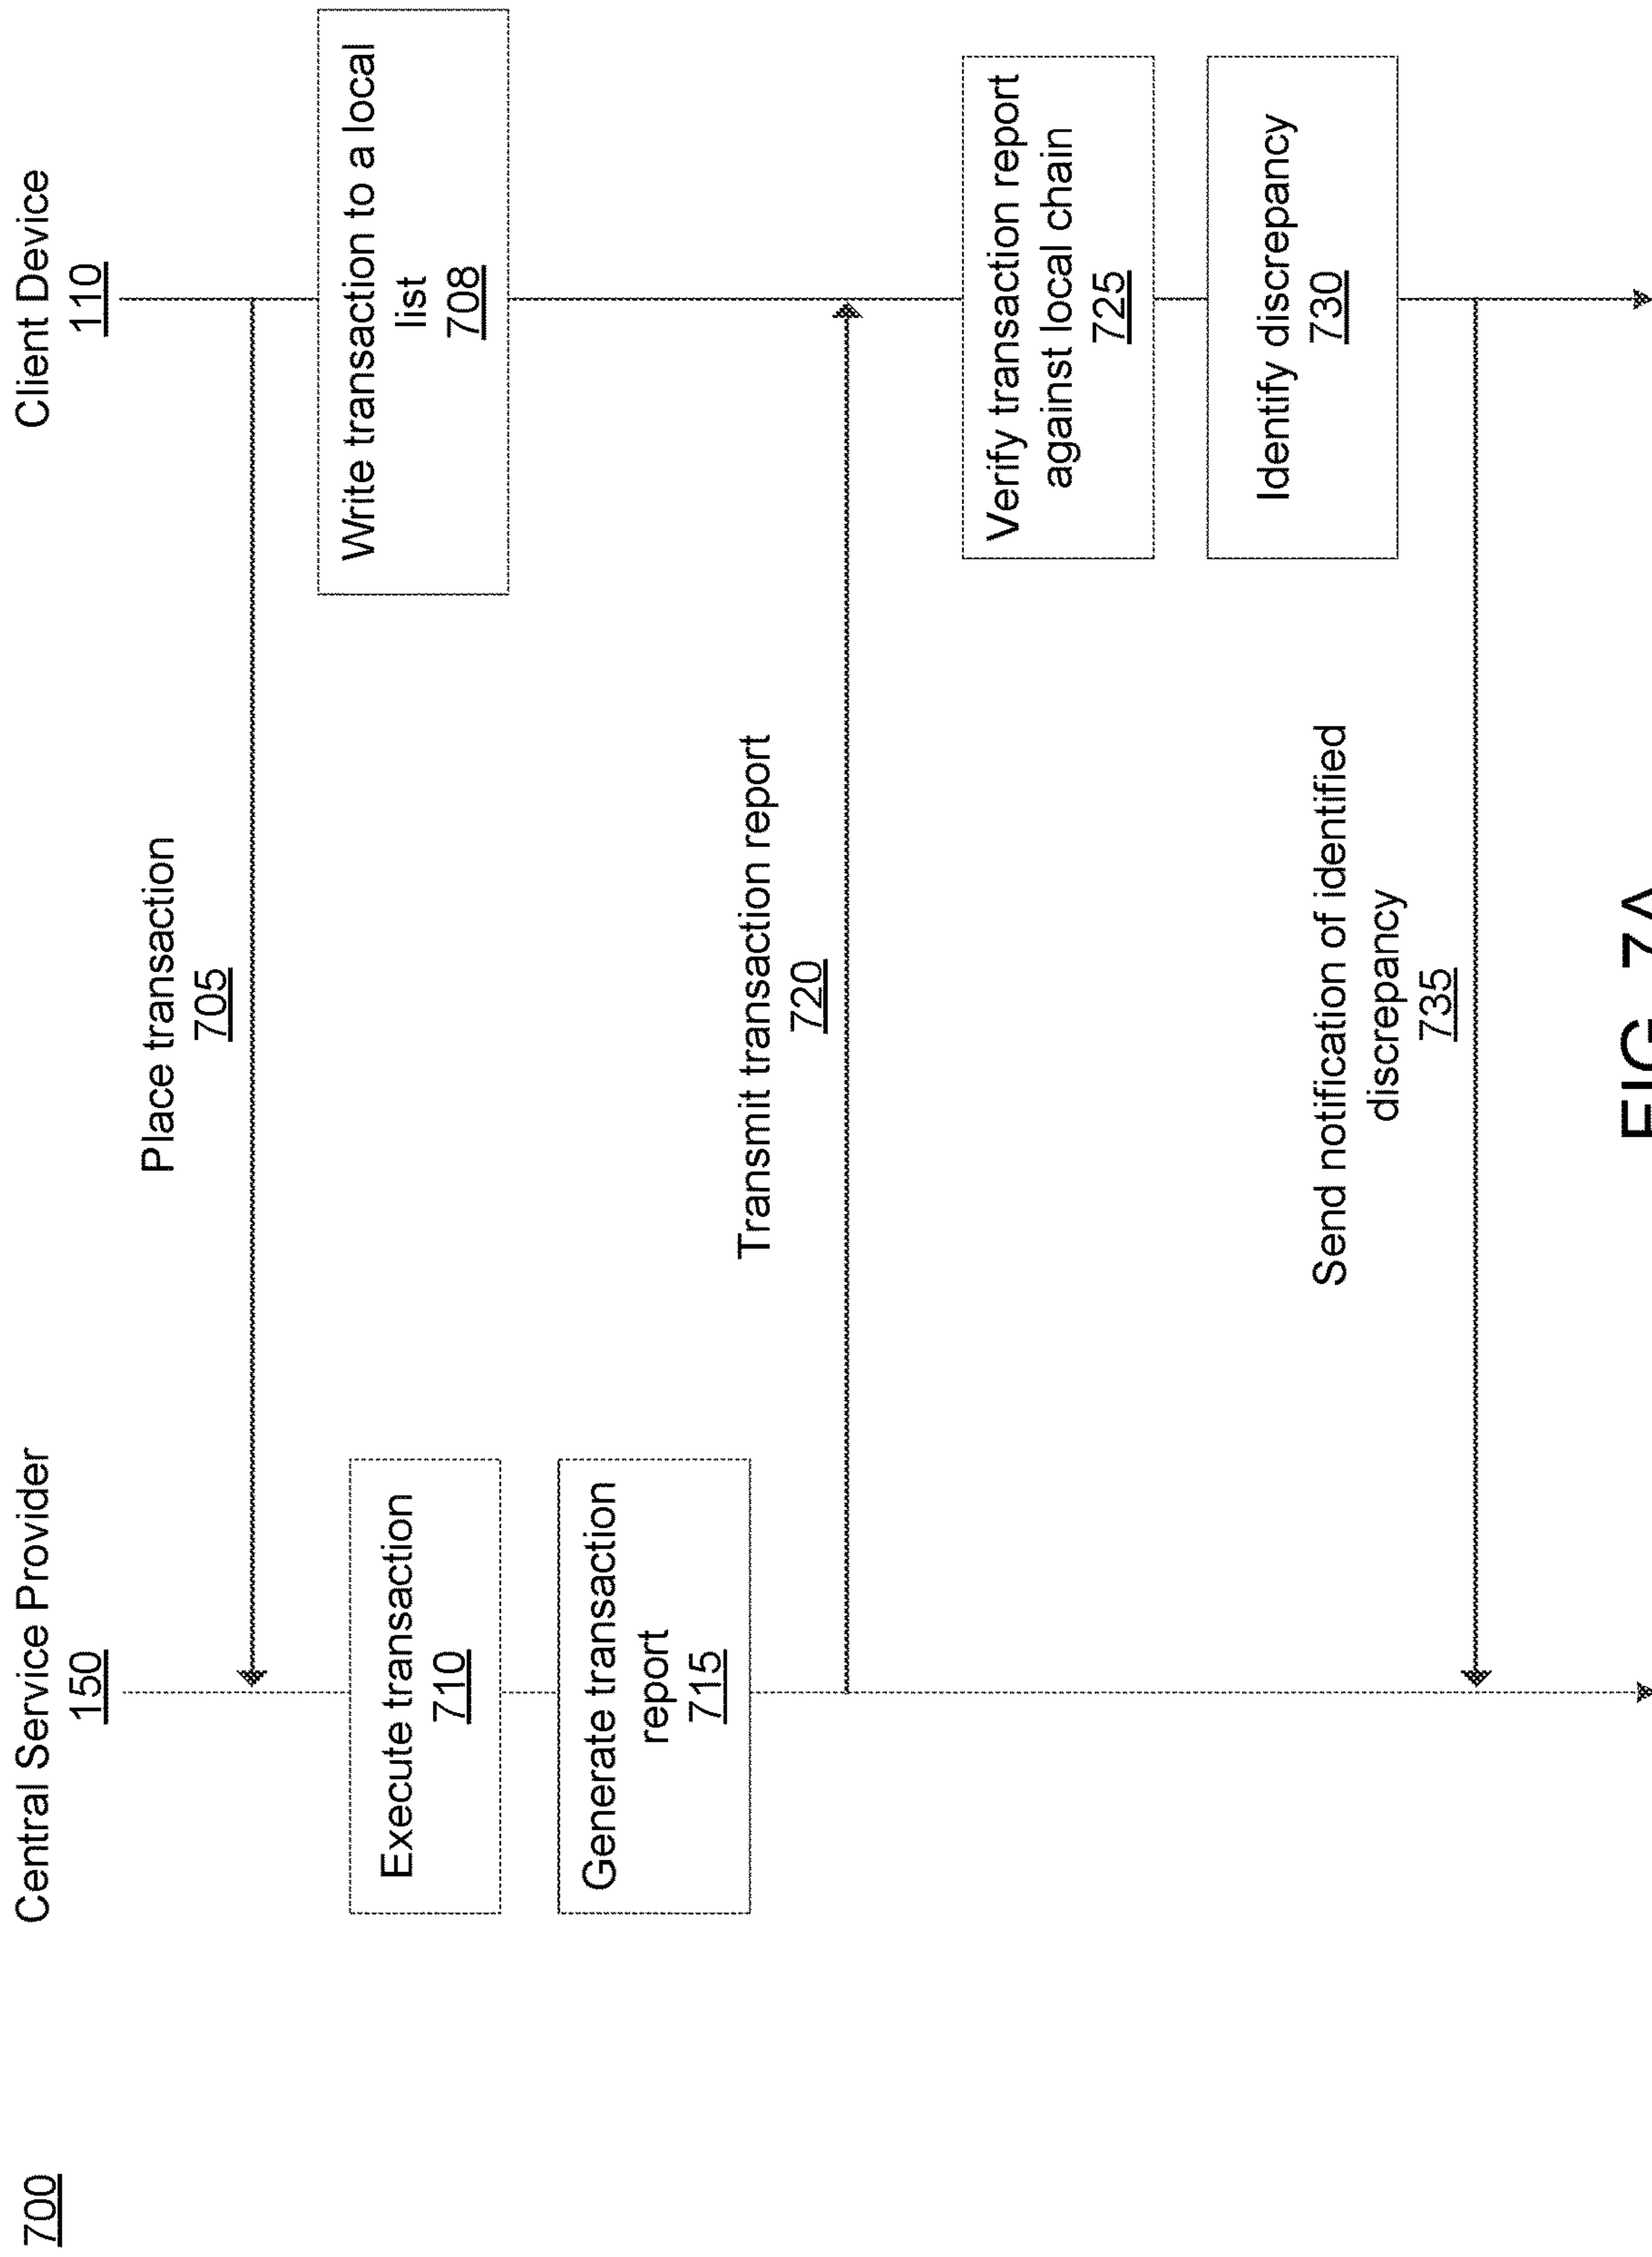 700
Central Service Provider
150
Client Device
110
Place transaction
705
Write transaction to a local
list
708
Execute transaction
710
Generate transaction
report
715
Transmit transaction report
720
Verify transaction report
against local chain
725
Identify discrepancy
730
Send notification of identified
discrepancy
735
FIG. 7A